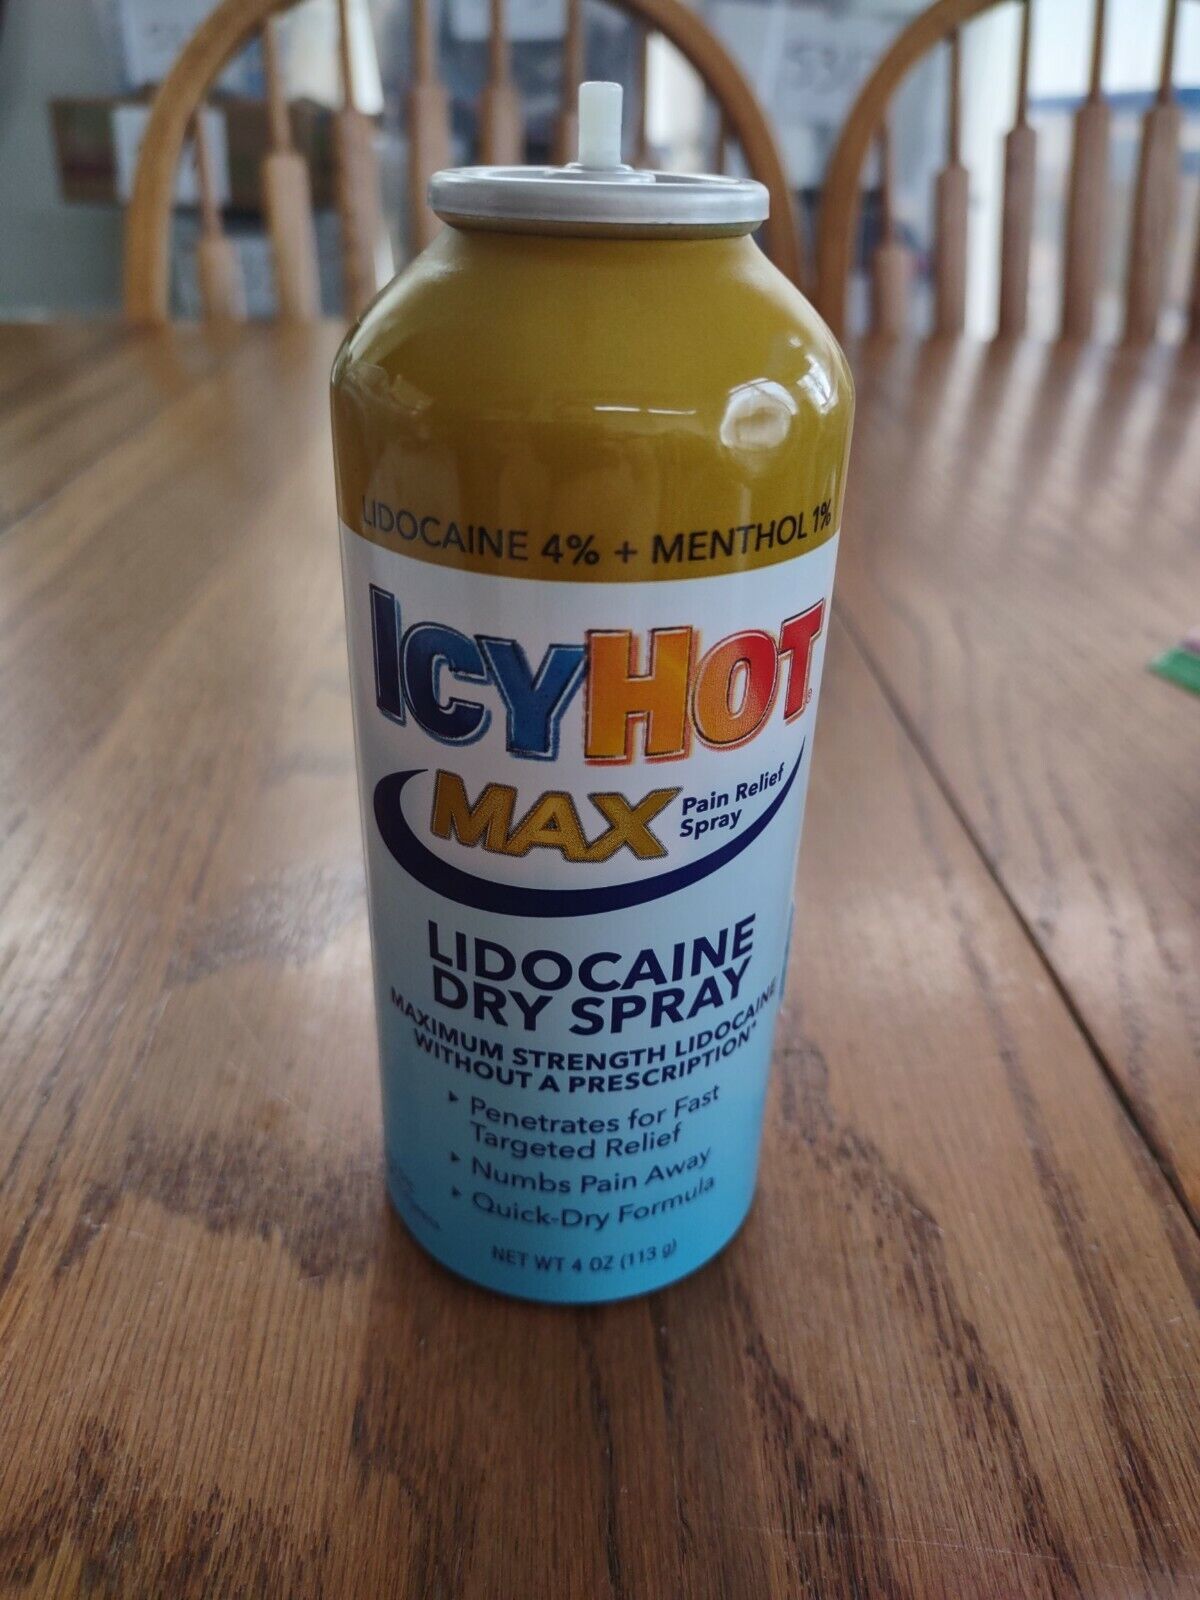 LIDOCAINE 4% + MENTHOL 1%
ICYHOT®
MAX
Pain Relief
Spray
LIDOCAINE
DRY SPRAY
MAXIMUM STRENGTH LIDOCAINE
WITHOUT A PRESCRIPTION*
▸ Penetrates for Fast
Targeted Relief
▸ Numbs Pain Away
▸ Quick-Dry Formula
NET WT 4 OZ (113 g)